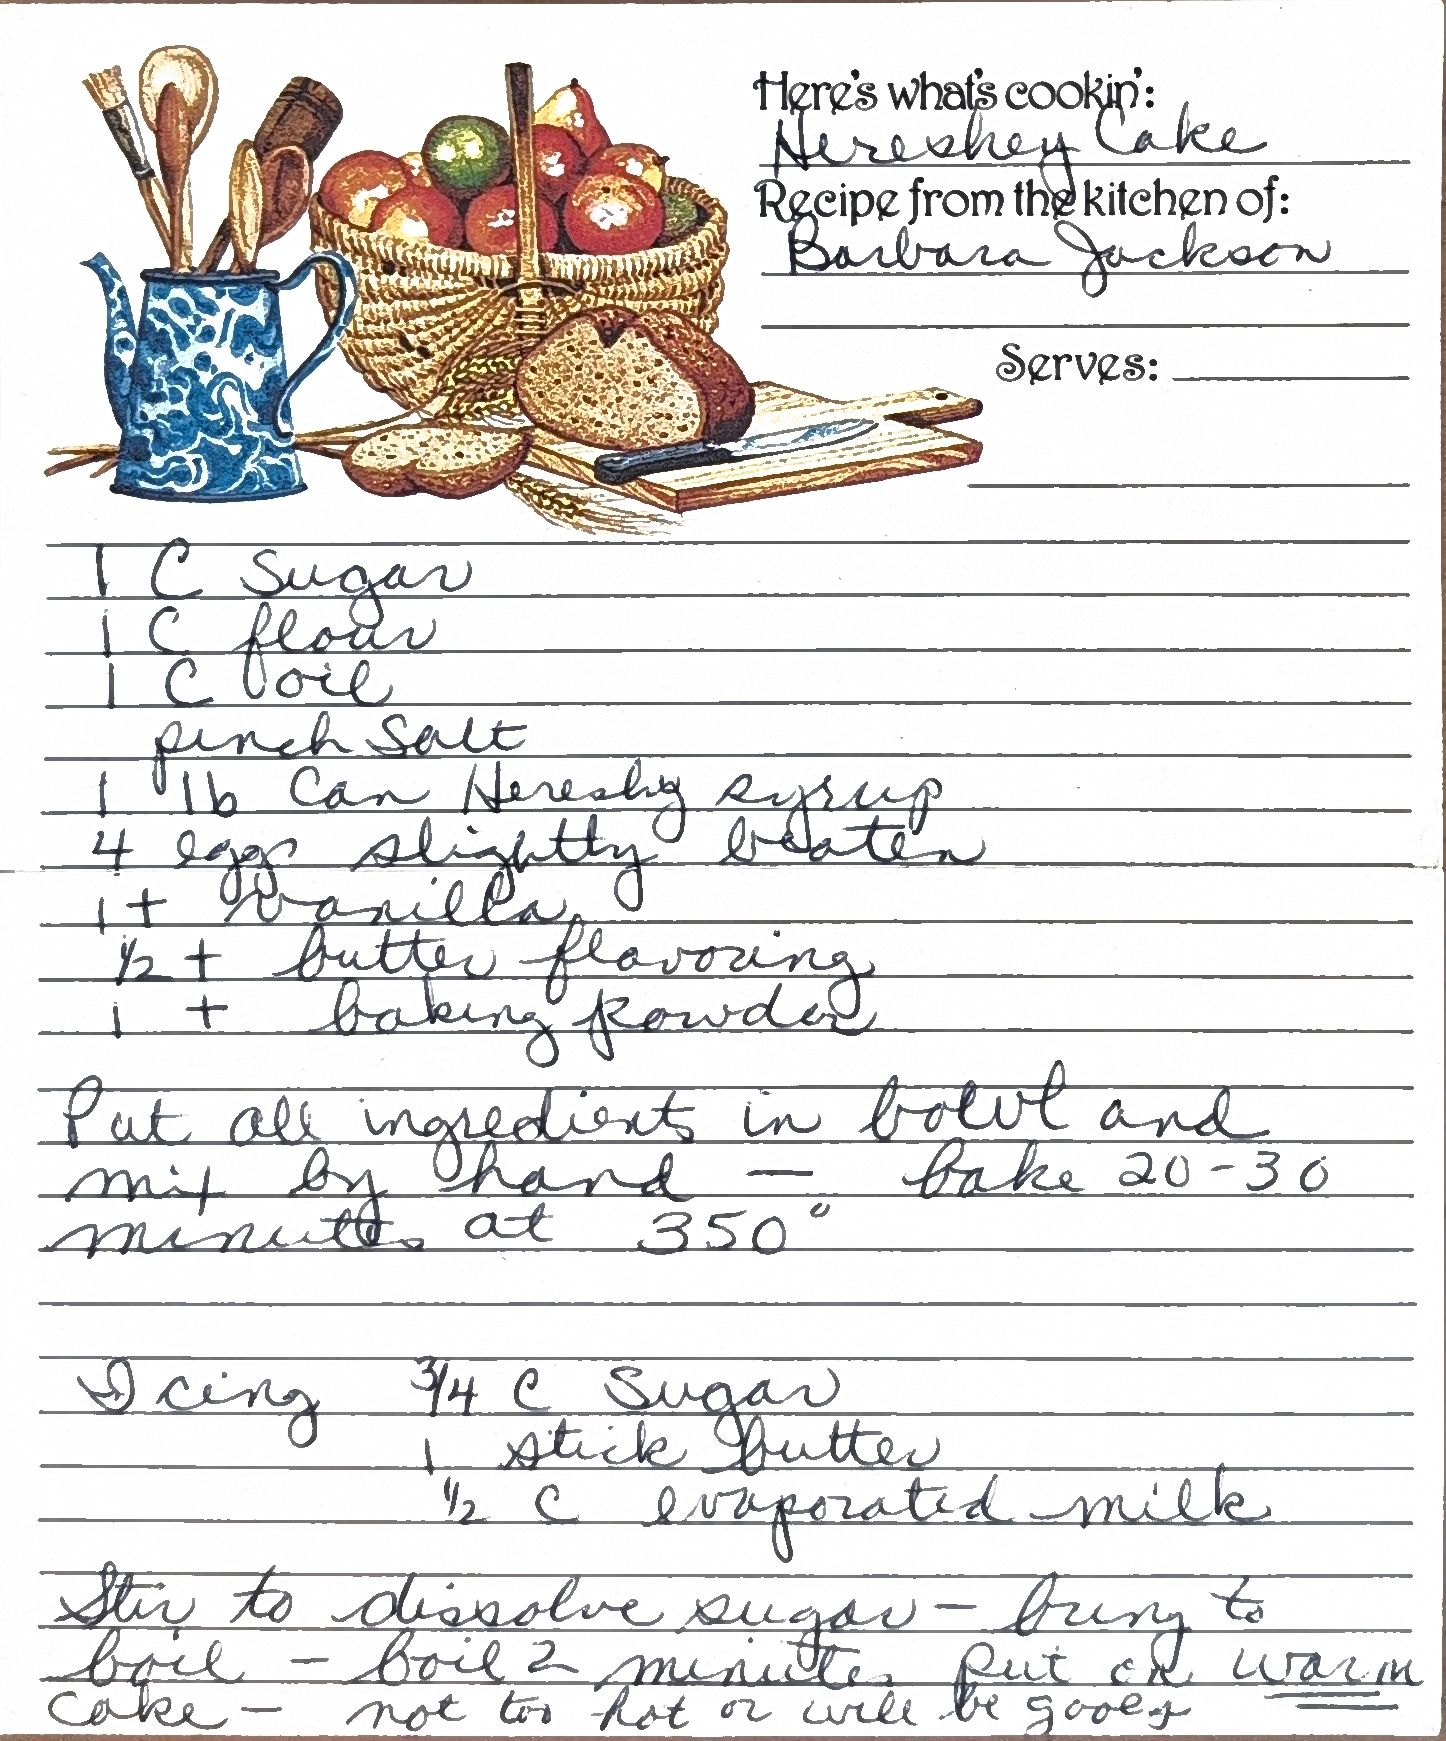 Here's what's cookin':
Hereshey Cake
Recipe from the kitchen of:
Barbara Jackson
Serves:
1 C Sugar
1 C flour
1 C oil
pinch Salt
1 1b Can Hereshy syrup
4 eggs slightly beaten
1 t vanilla
1/2 t butter flavoring
1 t baking powder
Put all ingredients in bowl and
mix by hand — bake 20-30
minutes at 350°
Icing 3/4 C Sugar
1 stick butter
1/2 C evaporated milk
Stir to dissolve sugar – bring to
boil – boil 2 minutes put on warm
cake – not too hot or will be gooey